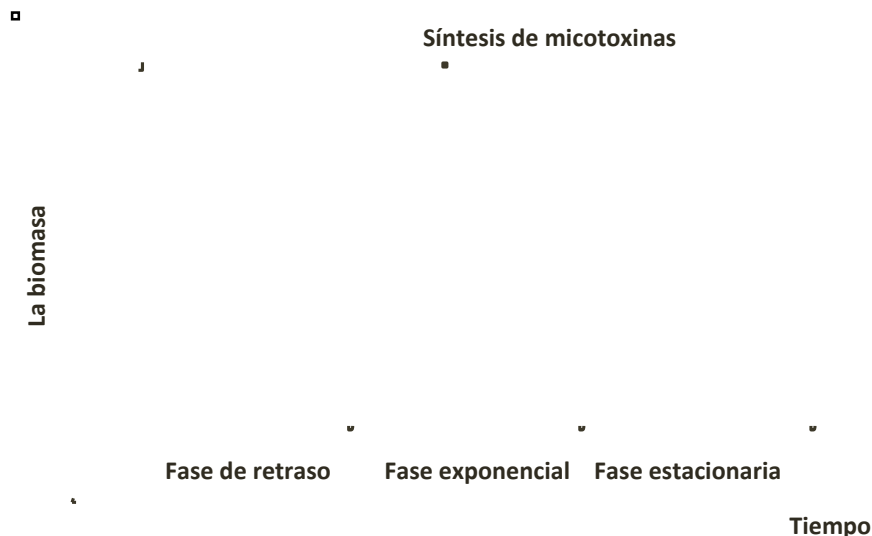 Síntesis de micotoxinas
La biomasa
Fase de retraso
Fase exponencial
Fase estacionaria
Tiempo